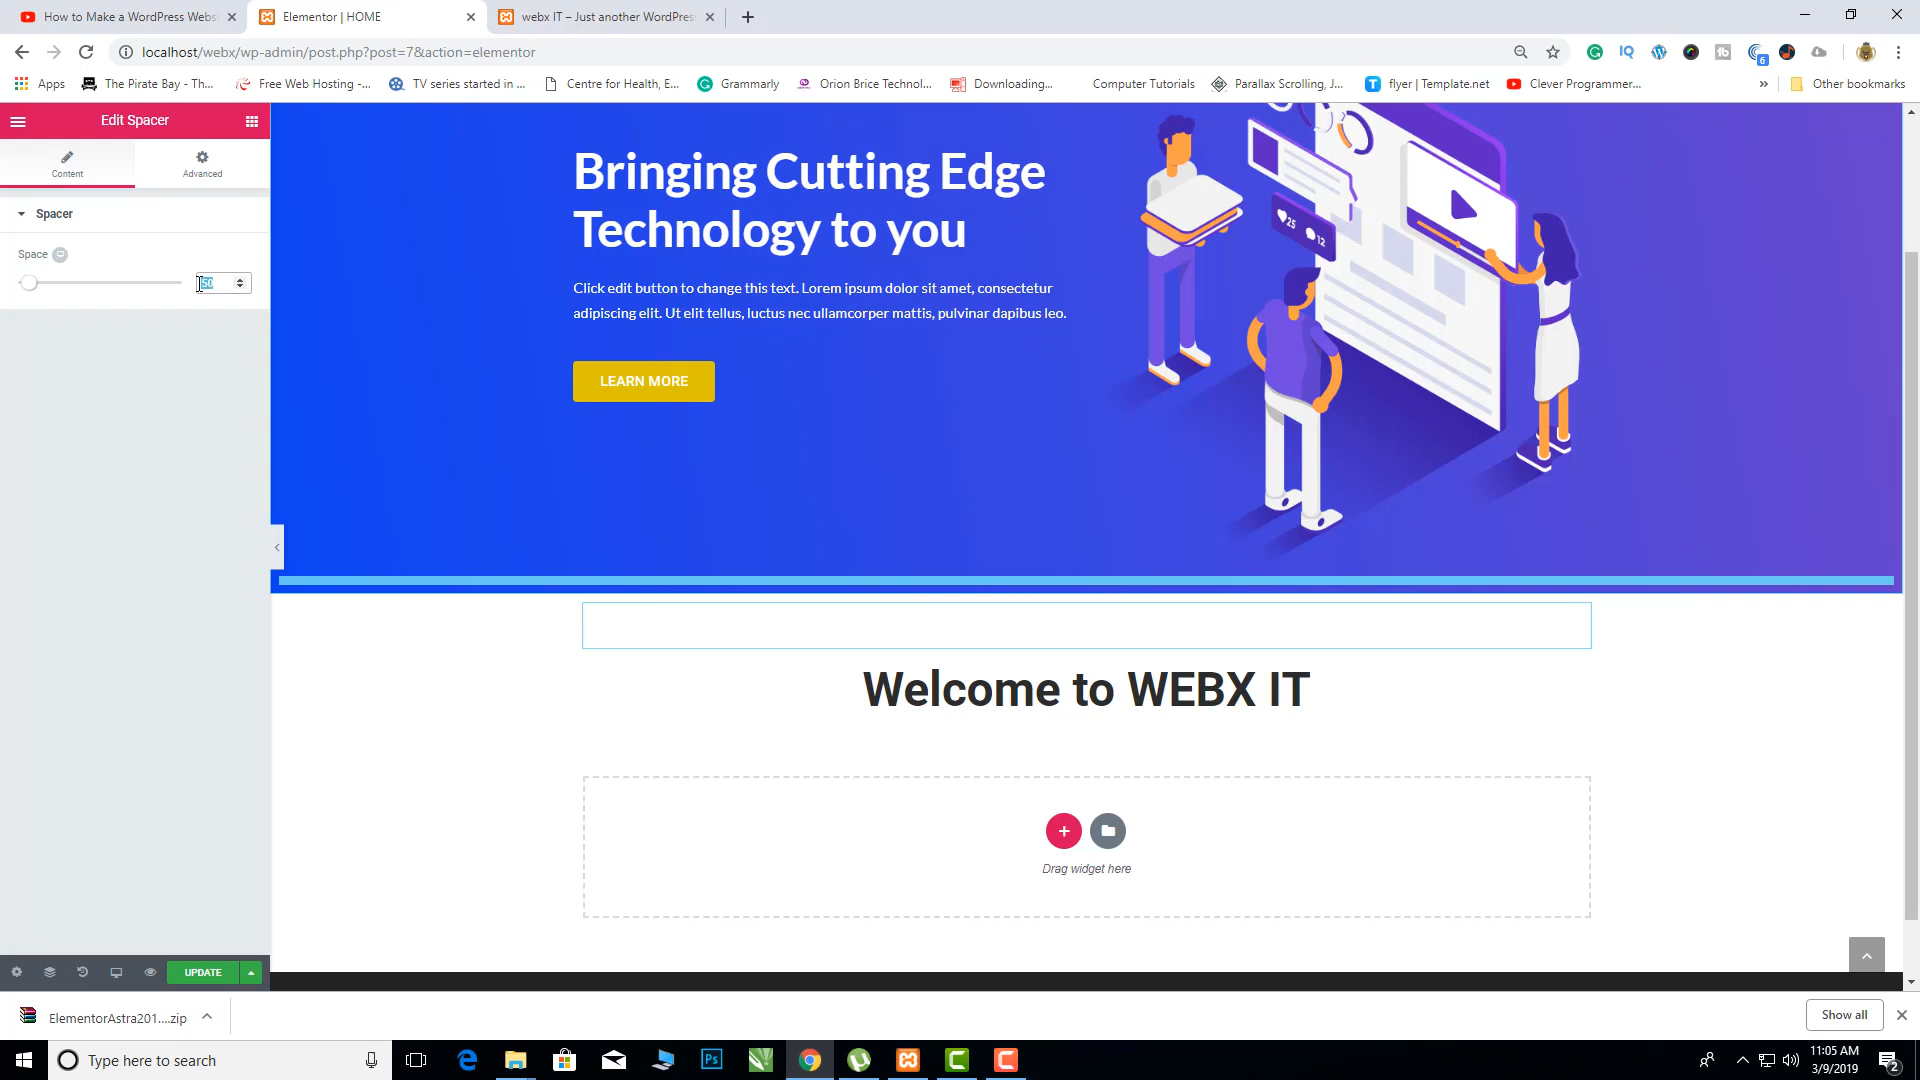 How to Make a WordPress Webs
Elementor | HOME
webx IT – Just another WordPres
localhost/webx/wp-admin/post.php?post=7&action=elementor
6
Apps
The Pirate Bay - Th...
Free Web Hosting -...
TV series started in ...
Centre for Health, E...
Grammarly
Orion Brice Technol...
Downloading...
Computer Tutorials
Parallax Scrolling, J...
flyer | Template.net
Clever Programmer...
Other bookmarks
Edit Spacer
Content
Advanced
Spacer
Space
50
Bringing Cutting Edge
Technology to you
Click edit button to change this text. Lorem ipsum dolor sit amet, consectetur
adipiscing elit. Ut elit tellus, luctus nec ullamcorper mattis, pulvinar dapibus leo.
LEARN MORE
25
12
Welcome to WEBX IT
Drag widget here
UPDATE
ElementorAstra201....zip
Show all
Type here to search
Ps
11:05 AM
3/9/2019
2